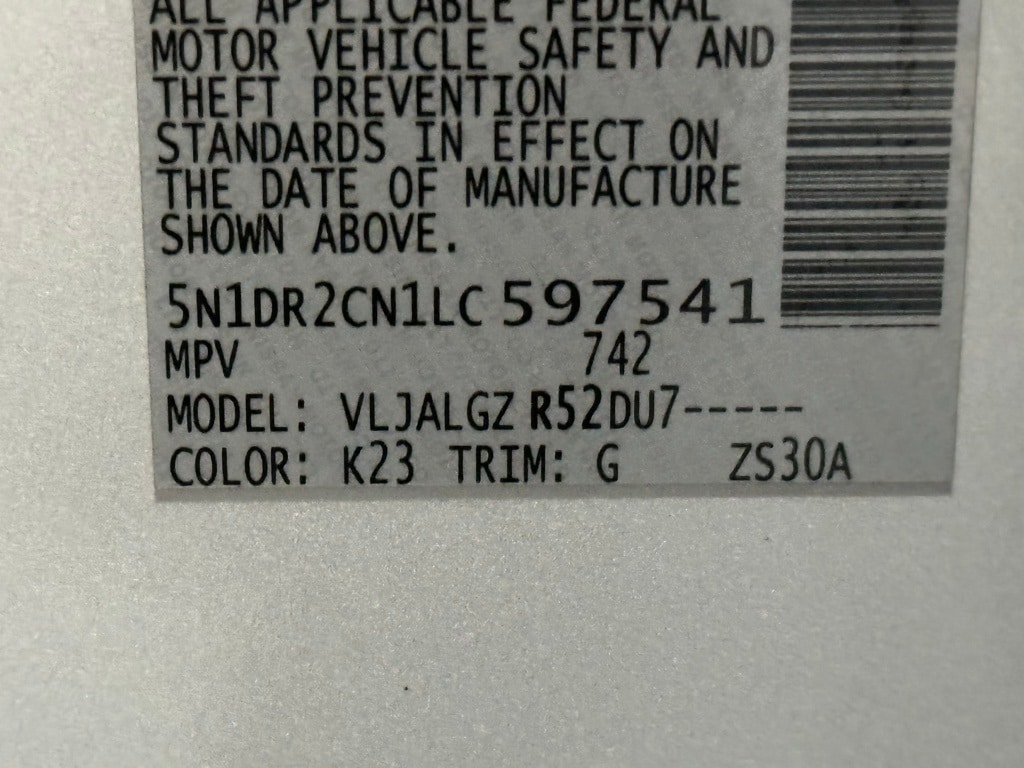 ALL APPLICABLE FEDERAL
MOTOR VEHICLE SAFETY AND
THEFT PREVENTION
STANDARDS IN EFFECT ON
THE DATE OF MANUFACTURE
SHOWN ABOVE.
5N1DR2CN1LC597541
MPV 742
MODEL: VLJALGZ R52DU7-----
COLOR: K23 TRIM: G ZS30A